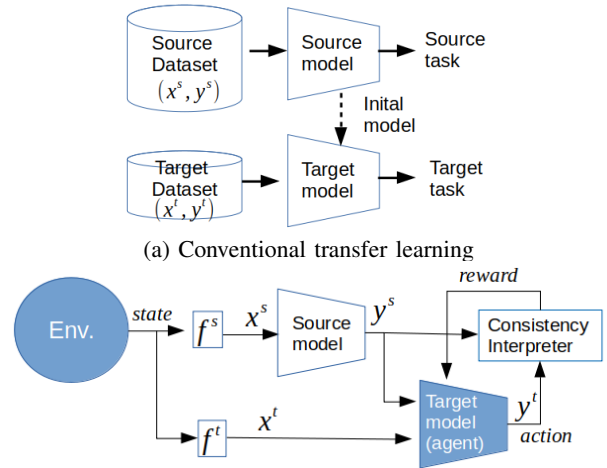 Source
Dataset
(x^s, y^s)
Source
model
Source
task
Inital
model
Target
Dataset
(x^t, y^t)
Target
model
Target
task
(a) Conventional transfer learning
reward
Env.
state
f^s
x^s
Source
model
y^s
Consistency
Interpreter
f^t
x^t
Target
model
(agent)
y^t
action